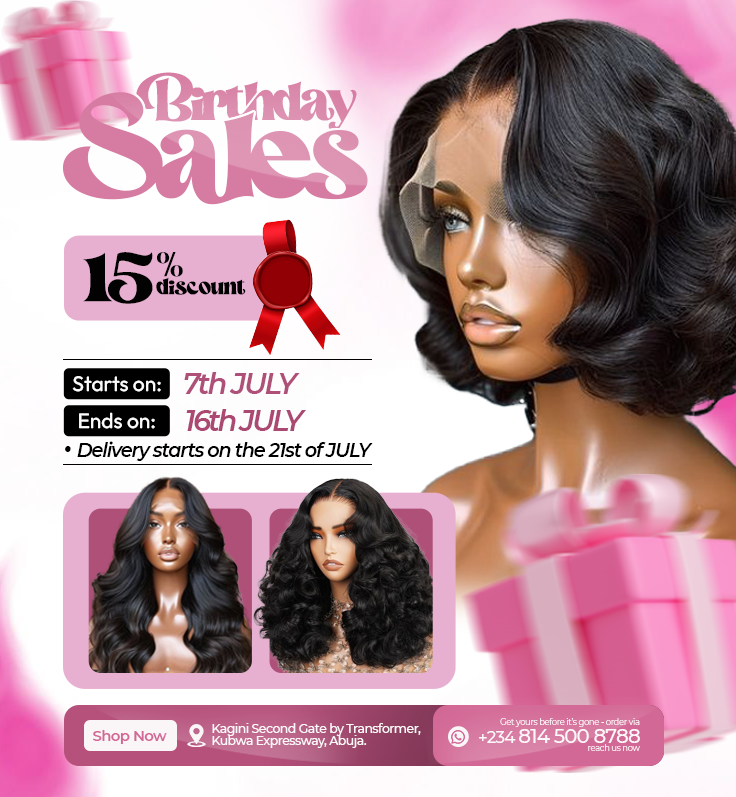 Birthday
Sales
15%
discount
Starts on: 7th JULY
Ends on: 16th JULY
• Delivery starts on the 21st of JULY
Shop Now
Kagini Second Gate by Transformer,
Kubwa Expressway, Abuja.
Get yours before it's gone - order via
+234 814 500 8788
reach us now